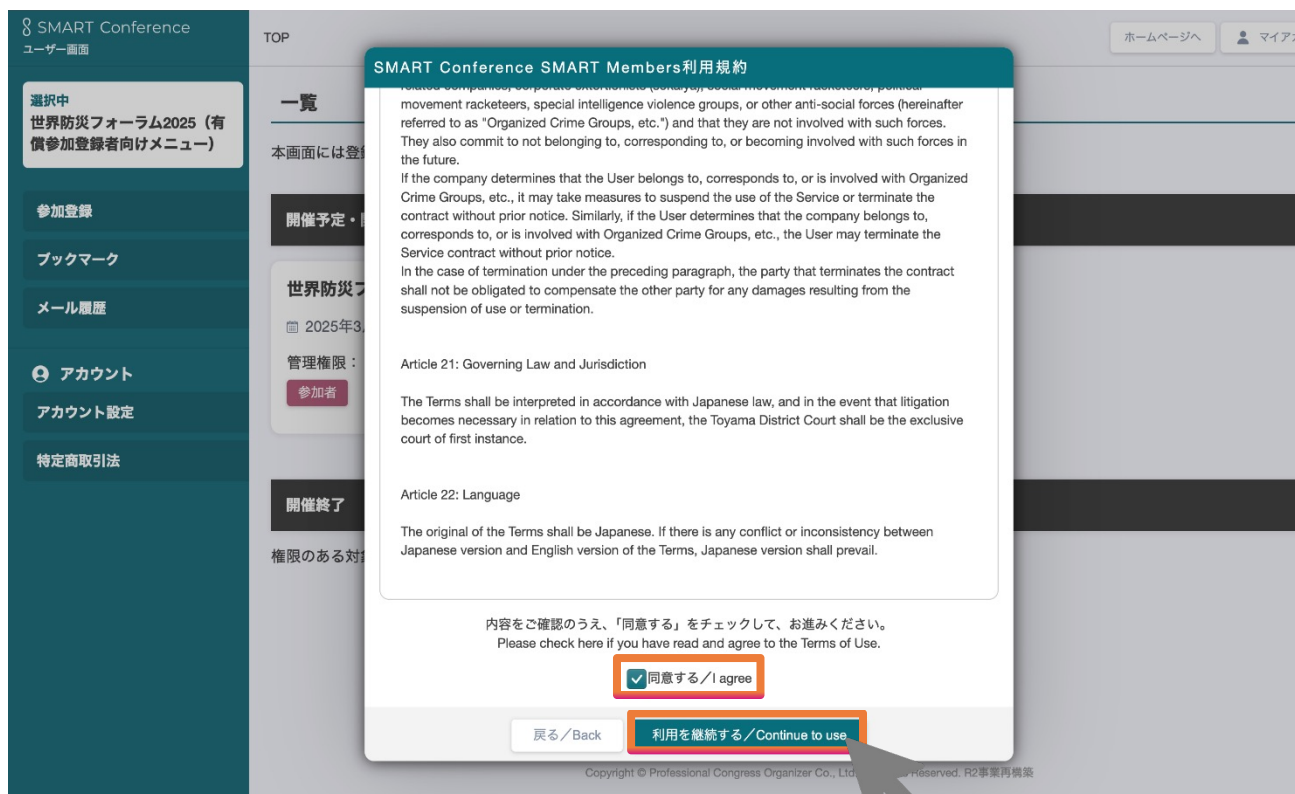 SMART Conference
ユーザー画面
選択中
世界防災フォーラム2025（有
償参加登録者向けメニュー）
参加登録
ブックマーク
メール履歴
アカウント
アカウント設定
特定商取引法
TOP
ホームページへ
マイア
一覧
本画面には登
開催予定・
世界防災フ
2025年3
管理権限：
参加者
開催終了
権限のある対
SMART Conference SMART Members利用規約
related companies, corporate extortionists (sokaiya), social movement racketeers, political
movement racketeers, special intelligence violence groups, or other anti-social forces (hereinafter
referred to as "Organized Crime Groups, etc.") and that they are not involved with such forces.
They also commit to not belonging to, corresponding to, or becoming involved with such forces in
the future.
If the company determines that the User belongs to, corresponds to, or is involved with Organized
Crime Groups, etc., it may take measures to suspend the use of the Service or terminate the
contract without prior notice. Similarly, if the User determines that the company belongs to,
corresponds to, or is involved with Organized Crime Groups, etc., the User may terminate the
Service contract without prior notice.
In the case of termination under the preceding paragraph, the party that terminates the contract
shall not be obligated to compensate the other party for any damages resulting from the
suspension of use or termination.
Article 21: Governing Law and Jurisdiction
The Terms shall be interpreted in accordance with Japanese law, and in the event that litigation
becomes necessary in relation to this agreement, the Toyama District Court shall be the exclusive
court of first instance.
Article 22: Language
The original of the Terms shall be Japanese. If there is any conflict or inconsistency between
Japanese version and English version of the Terms, Japanese version shall prevail.
内容をご確認のうえ、「同意する」をチェックして、お進みください。
Please check here if you have read and agree to the Terms of Use.
同意する／I agree
戻る／Back
利用を継続する／Continue to use
Copyright © Professional Congress Organizer Co., Ltd Reserved. R2事業再構築